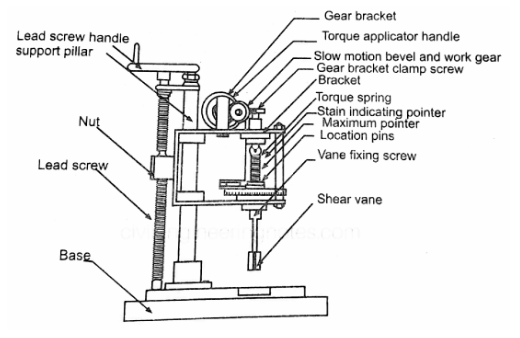 Gear bracket
Torque applicator handle
Lead screw handle
support pillar
Slow motion bevel and work gear
Gear bracket clamp screw
Bracket
Torque spring
Stain indicating pointer
Maximum pointer
Location pins
Nut
Vane fixing screw
Lead screw
Shear vane
Base